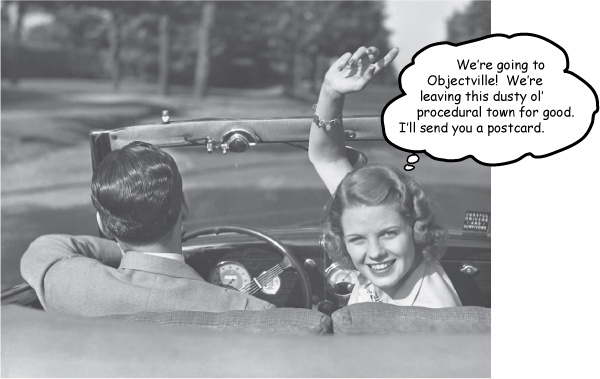 We're going to
Objectville! We're
leaving this dusty ol'
procedural town for good.
I'll send you a postcard.